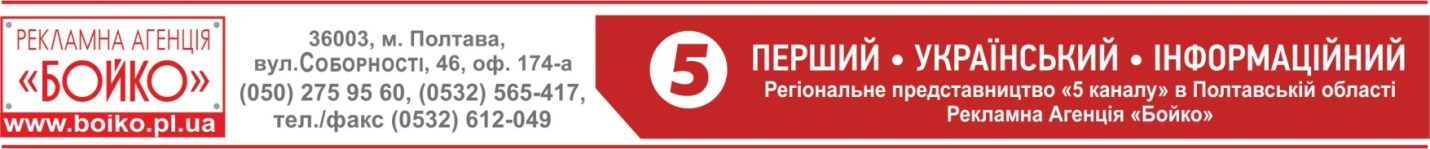 РЕКЛАМНА АГЕНЦІЯ
«БОЙКО»
www.boiko.pl.ua
36003, м. Полтава,
вул.Соборності, 46, оф. 174-а
(050) 275 95 60, (0532) 565-417,
тел./факс (0532) 612-049
5
ПЕРШИЙ • УКРАЇНСЬКИЙ • ІНФОРМАЦІЙНИЙ
Регіональне представництво «5 каналу» в Полтавській області
Рекламна Агенція «Бойко»